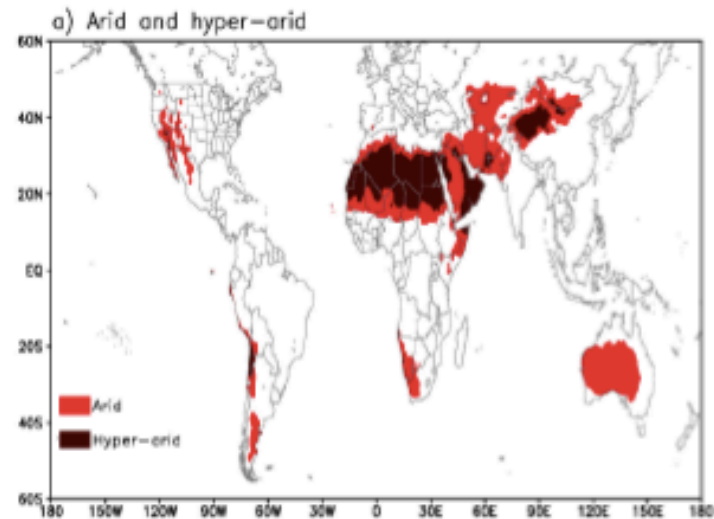 a) Arid and hyper-arid
60N
40N
20N
EQ
20S
40S
60S
Arid
Hyper-arid
180 150W 120W 90W 60W 30W 0 30E 60E 90E 120E 150E 180